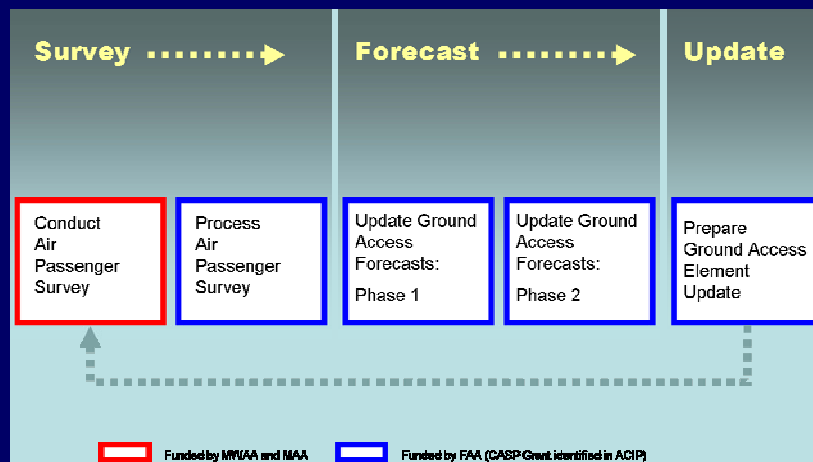 Survey
Forecast
Update
Conduct
Air
Passenger
Survey
Process
Air
Passenger
Survey
Update Ground
Access
Forecasts:
Phase 1
Update Ground
Access
Forecasts:
Phase 2
Prepare
Ground Access
Element
Update
Funded by MWAA and MAA
Funded by FAA (CASP Grant identified in ACIP)